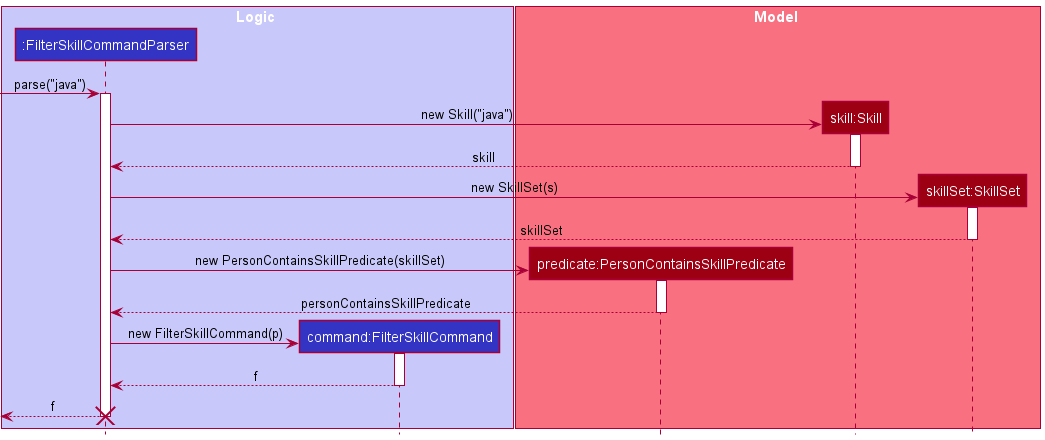 Logic
Model
:FilterSkillCommandParser
parse("java")
new Skill("java")
skill:Skill
skill
new SkillSet(s)
skillSet:SkillSet
skillSet
new PersonContainsSkillPredicate(skillSet)
predicate:PersonContainsSkillPredicate
personContainsSkillPredicate
new FilterSkillCommand(p)
command:FilterSkillCommand
f
f